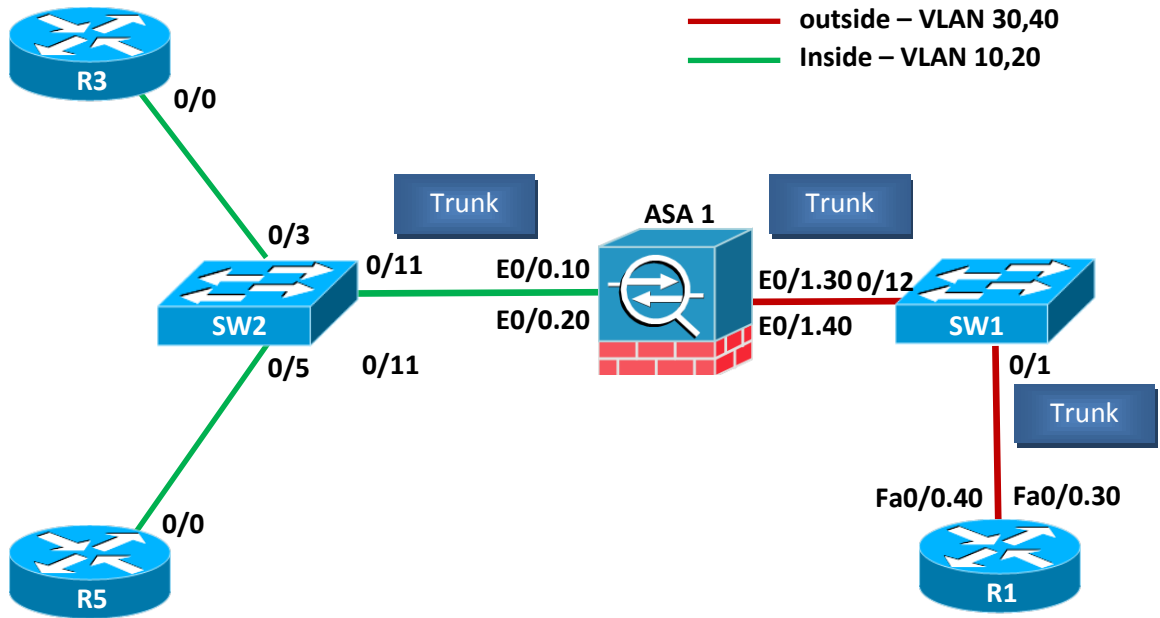 outside – VLAN 30,40
Inside – VLAN 10,20
R3
0/0
Trunk
Trunk
ASA 1
0/3
0/11
E0/0.10
E0/1.30
0/12
SW2
E0/0.20
E0/1.40
SW1
0/5
0/11
0/1
Trunk
0/0
Fa0/0.40
Fa0/0.30
R5
R1